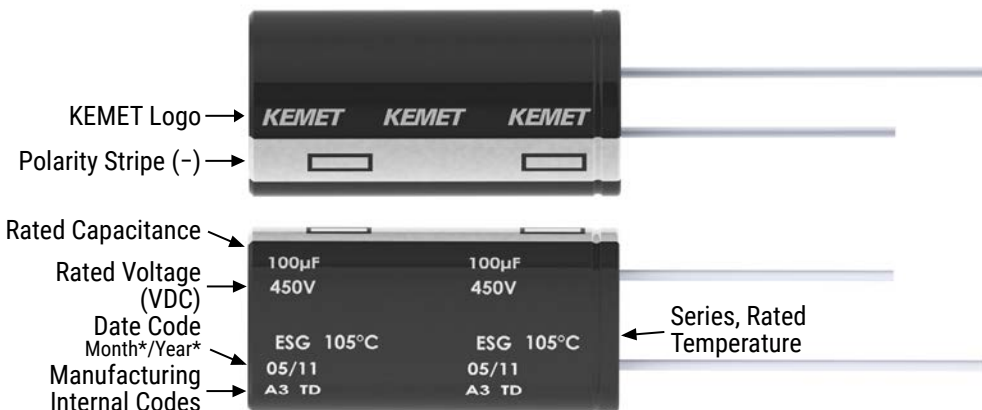 KEMET Logo
KEMET KEMET KEMET
Polarity Stripe (−)
Rated Capacitance
100µF 100µF
Rated Voltage
(VDC)
450V 450V
Date Code
Month*/Year*
ESG 105°C ESG 105°C
05/11 05/11
Manufacturing
Internal Codes
A3 TD A3 TD
Series, Rated
Temperature